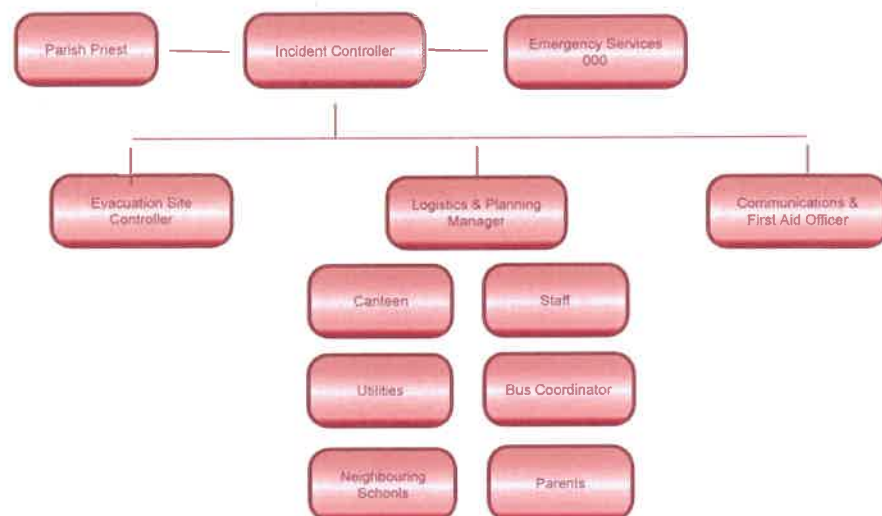 Parish Priest
Incident Controller
Emergency Services
000
Evacuation Site
Controller
Logistics & Planning
Manager
Communications &
First Aid Officer
Canteen
Staff
Utilities
Bus Coordinator
Neighbouring
Schools
Parents